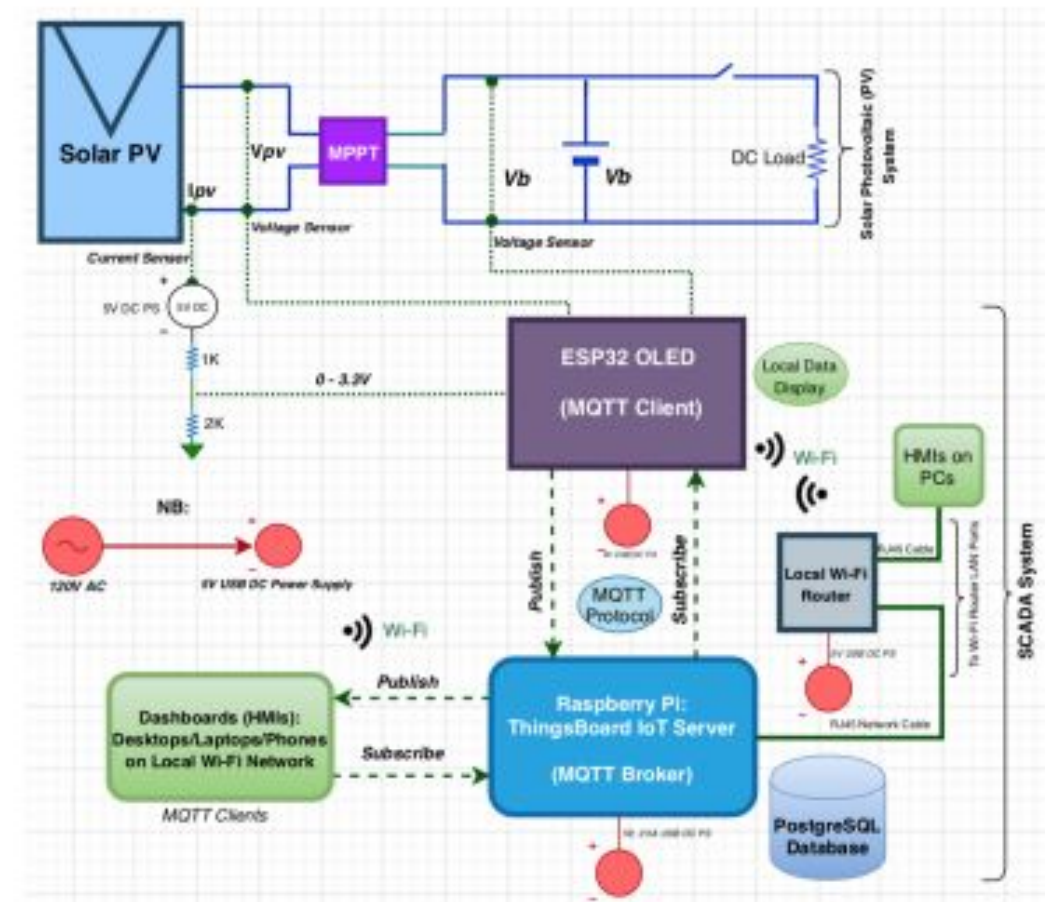 Solar PV
Vpv
Ipv
MPPT
Vb
Vb
DC Load
Solar Photovoltaic (PV)
System
Voltage Sensor
Voltage Sensor
Current Sensor
+
5V DC PS
5V DC
−
1K
0 - 3.3V
2K
ESP32 OLED
(MQTT Client)
Local Data
Display
Wi-Fi
HMIs on
PCs
NB:
120V AC
5V USB DC Power Supply
+
−
Publish
MQTT
Protocol
Subscribe
Local Wi-Fi
Router
RJ45 Cable
To Wi-Fi Router LAN Ports
SCADA System
5V USB DC PS
+
−
RJ45 Network Cable
Wi-Fi
Publish
Subscribe
Dashboards (HMIs):
Desktops/Laptops/Phones
on Local Wi-Fi Network
MQTT Clients
Raspberry Pi:
ThingsBoard IoT Server
(MQTT Broker)
PostgreSQL
Database
+
−